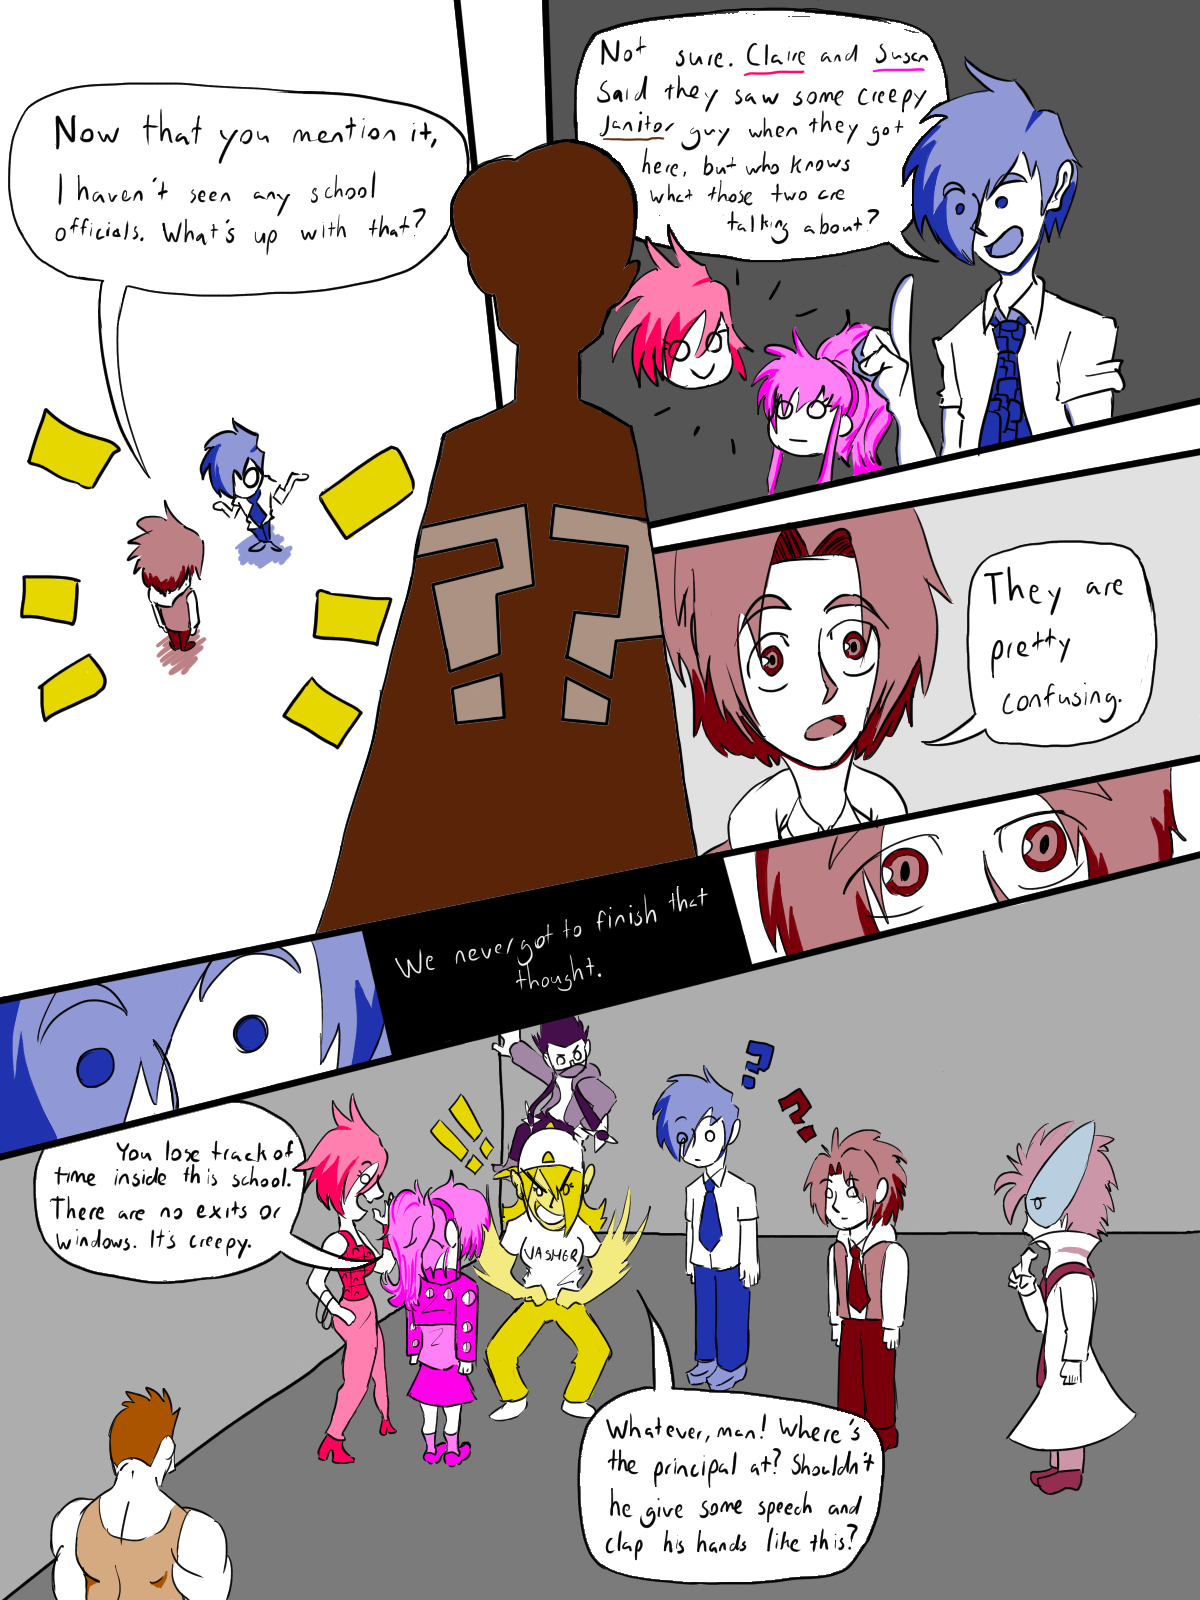 Now that you mention it,
I haven't seen any school
officials. What's up with that?
Not sure. Claire and Susan
said they saw some creepy
Janitor guy when they got
here, but who knows
what those two are
talking about?
??
They are
pretty
confusing.
We never got to finish that
thought.
You lose track of
time inside this school.
There are no exits or
windows. It's creepy.
!!
?
?
VASHER
Whatever, man! Where's
the principal at? Shouldn't
he give some speech and
clap his hands like this?